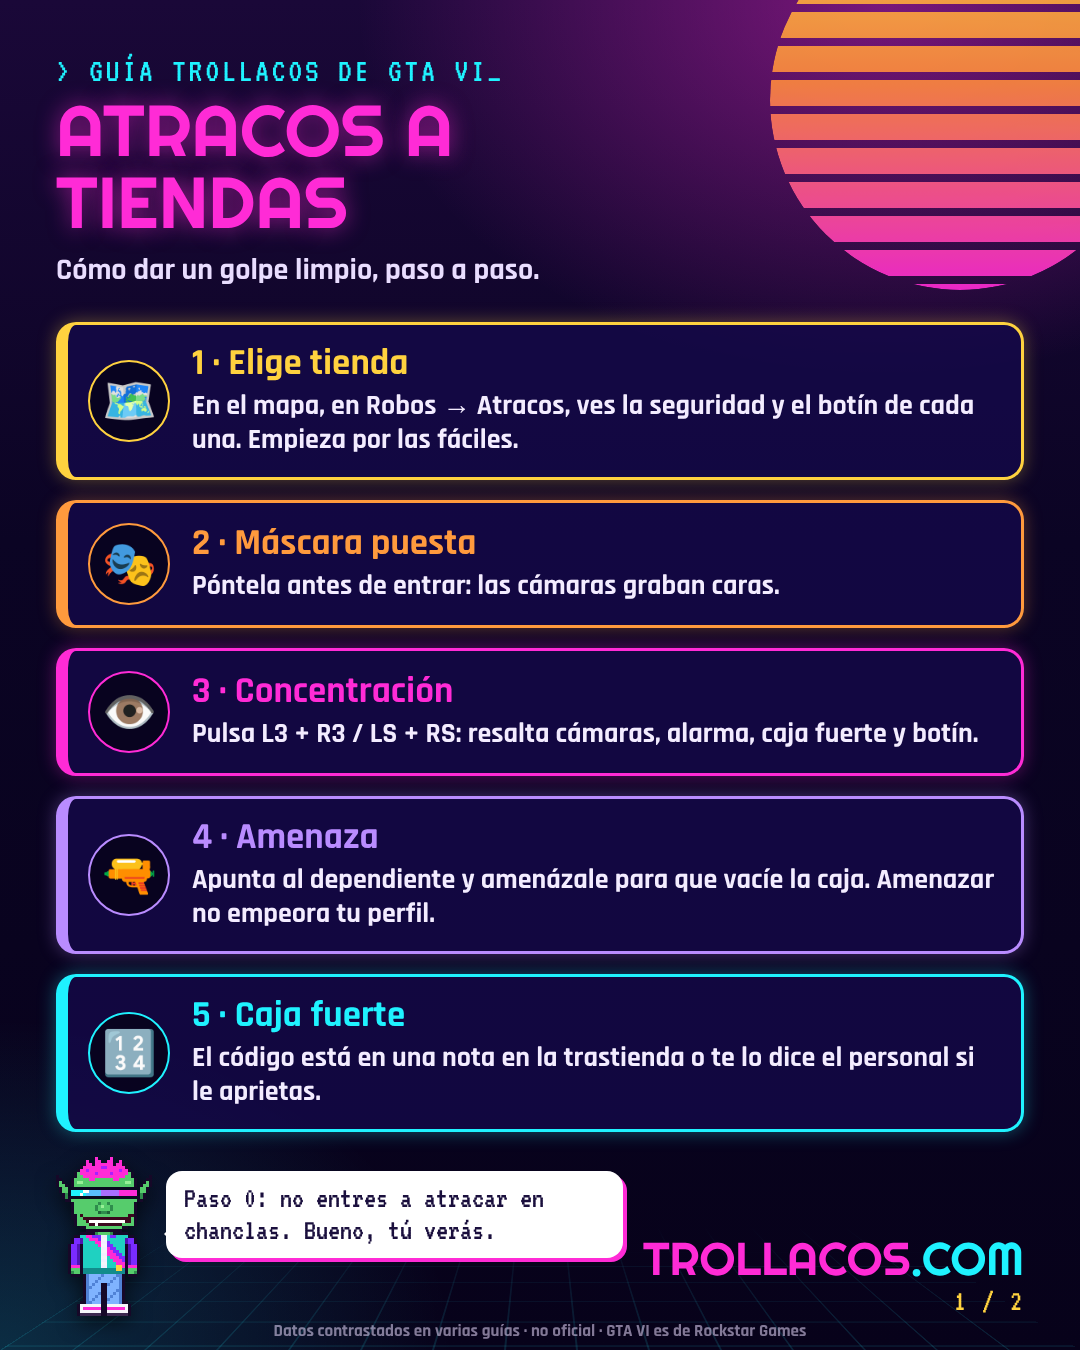 › GUÍA TROLLACOS DE GTA VI_
ATRACOS A
TIENDAS
Cómo dar un golpe limpio, paso a paso.
1 · Elige tienda
En el mapa, en Robos → Atracos, ves la seguridad y el botín de cada
una. Empieza por las fáciles.
2 · Máscara puesta
Póntela antes de entrar: las cámaras graban caras.
3 · Concentración
Pulsa L3 + R3 / LS + RS: resalta cámaras, alarma, caja fuerte y botín.
4 · Amenaza
Apunta al dependiente y amenázale para que vacíe la caja. Amenazar
no empeora tu perfil.
1 2
3 4
5 · Caja fuerte
El código está en una nota en la trastienda o te lo dice el personal si
le aprietas.
Paso 0: no entres a atracar en
chanclas. Bueno, tú verás.
TROLLACOS.COM
1 / 2
Datos contrastados en varias guías · no oficial · GTA VI es de Rockstar Games